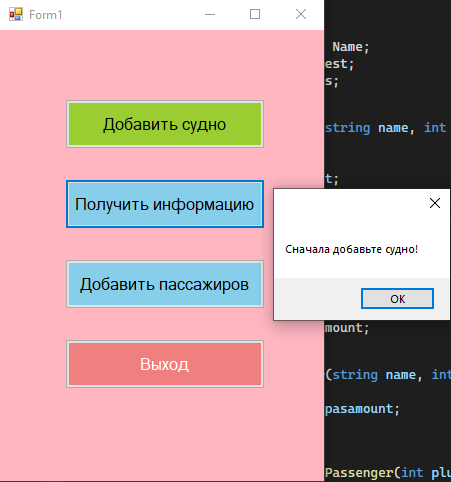 Form1
Name;
est;
s;
Добавить судно
string name, int
Получить информацию
t;
Сначала добавьте судно!
Добавить пассажиров
OK
mount;
Выход
(string name, int
pasamount;
Passenger(int plu